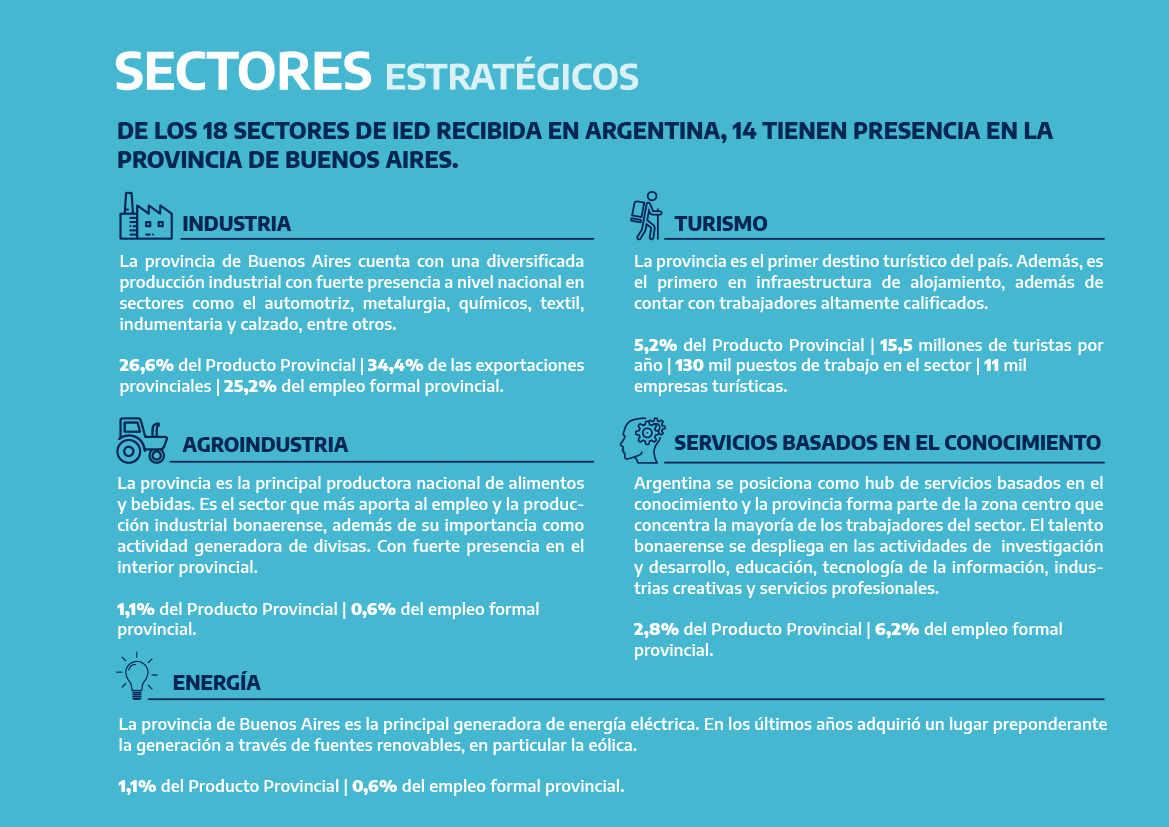 SECTORES ESTRATÉGICOS
DE LOS 18 SECTORES DE IED RECIBIDA EN ARGENTINA, 14 TIENEN PRESENCIA EN LA
PROVINCIA DE BUENOS AIRES.
INDUSTRIA
La provincia de Buenos Aires cuenta con una diversificada
producción industrial con fuerte presencia a nivel nacional en
sectores como el automotriz, metalurgia, químicos, textil,
indumentaria y calzado, entre otros.
26,6% del Producto Provincial | 34,4% de las exportaciones
provinciales | 25,2% del empleo formal provincial.
TURISMO
La provincia es el primer destino turístico del país. Además, es
el primero en infraestructura de alojamiento, además de
contar con trabajadores altamente calificados.
5,2% del Producto Provincial | 15,5 millones de turistas por
año | 130 mil puestos de trabajo en el sector | 11 mil
empresas turísticas.
AGROINDUSTRIA
La provincia es la principal productora nacional de alimentos
y bebidas. Es el sector que más aporta al empleo y la produc-
ción industrial bonaerense, además de su importancia como
actividad generadora de divisas. Con fuerte presencia en el
interior provincial.
1,1% del Producto Provincial | 0,6% del empleo formal
provincial.
SERVICIOS BASADOS EN EL CONOCIMIENTO
Argentina se posiciona como hub de servicios basados en el
conocimiento y la provincia forma parte de la zona centro que
concentra la mayoría de los trabajadores del sector. El talento
bonaerense se despliega en las actividades de investigación
y desarrollo, educación, tecnología de la información, indus-
trias creativas y servicios profesionales.
2,8% del Producto Provincial | 6,2% del empleo formal
provincial.
ENERGÍA
La provincia de Buenos Aires es la principal generadora de energía eléctrica. En los últimos años adquirió un lugar preponderante
la generación a través de fuentes renovables, en particular la eólica.
1,1% del Producto Provincial | 0,6% del empleo formal provincial.